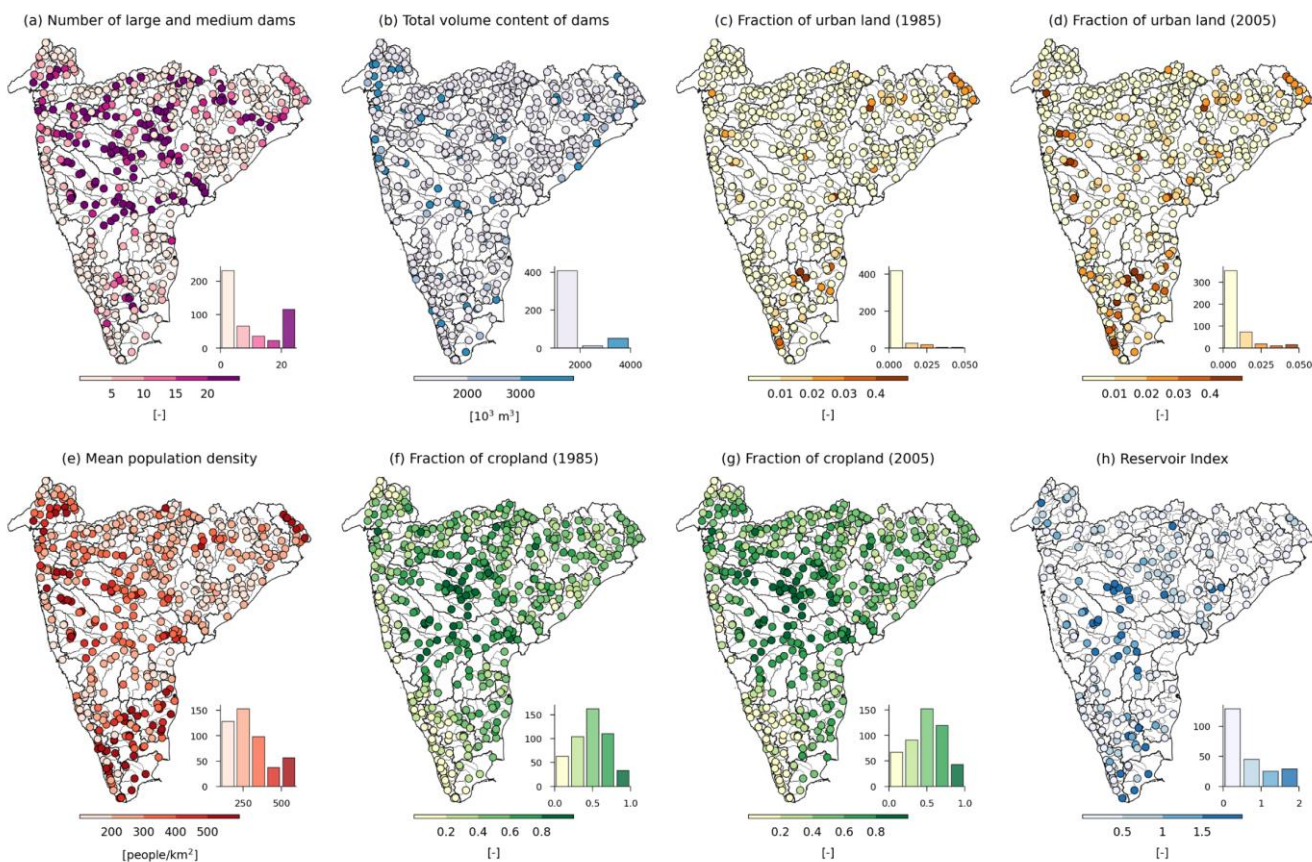 (a) Number of large and medium dams
(b) Total volume content of dams
(c) Fraction of urban land (1985)
(d) Fraction of urban land (2005)
200
100
0
0 20
5 10 15 20
[-]
400
200
0
2000 4000
2000 3000
[10³ m³]
400
200
0
0.000 0.025 0.050
0.01 0.02 0.03 0.4
[-]
300
200
100
0
0.000 0.025 0.050
0.01 0.02 0.03 0.4
[-]
(e) Mean population density
(f) Fraction of cropland (1985)
(g) Fraction of cropland (2005)
(h) Reservoir Index
150
100
50
0
250 500
200 300 400 500
[people/km²]
150
100
50
0
0.0 0.5 1.0
0.2 0.4 0.6 0.8
[-]
150
100
50
0
0.0 0.5 1.0
0.2 0.4 0.6 0.8
[-]
100
50
0
0 1 2
0.5 1 1.5
[-]